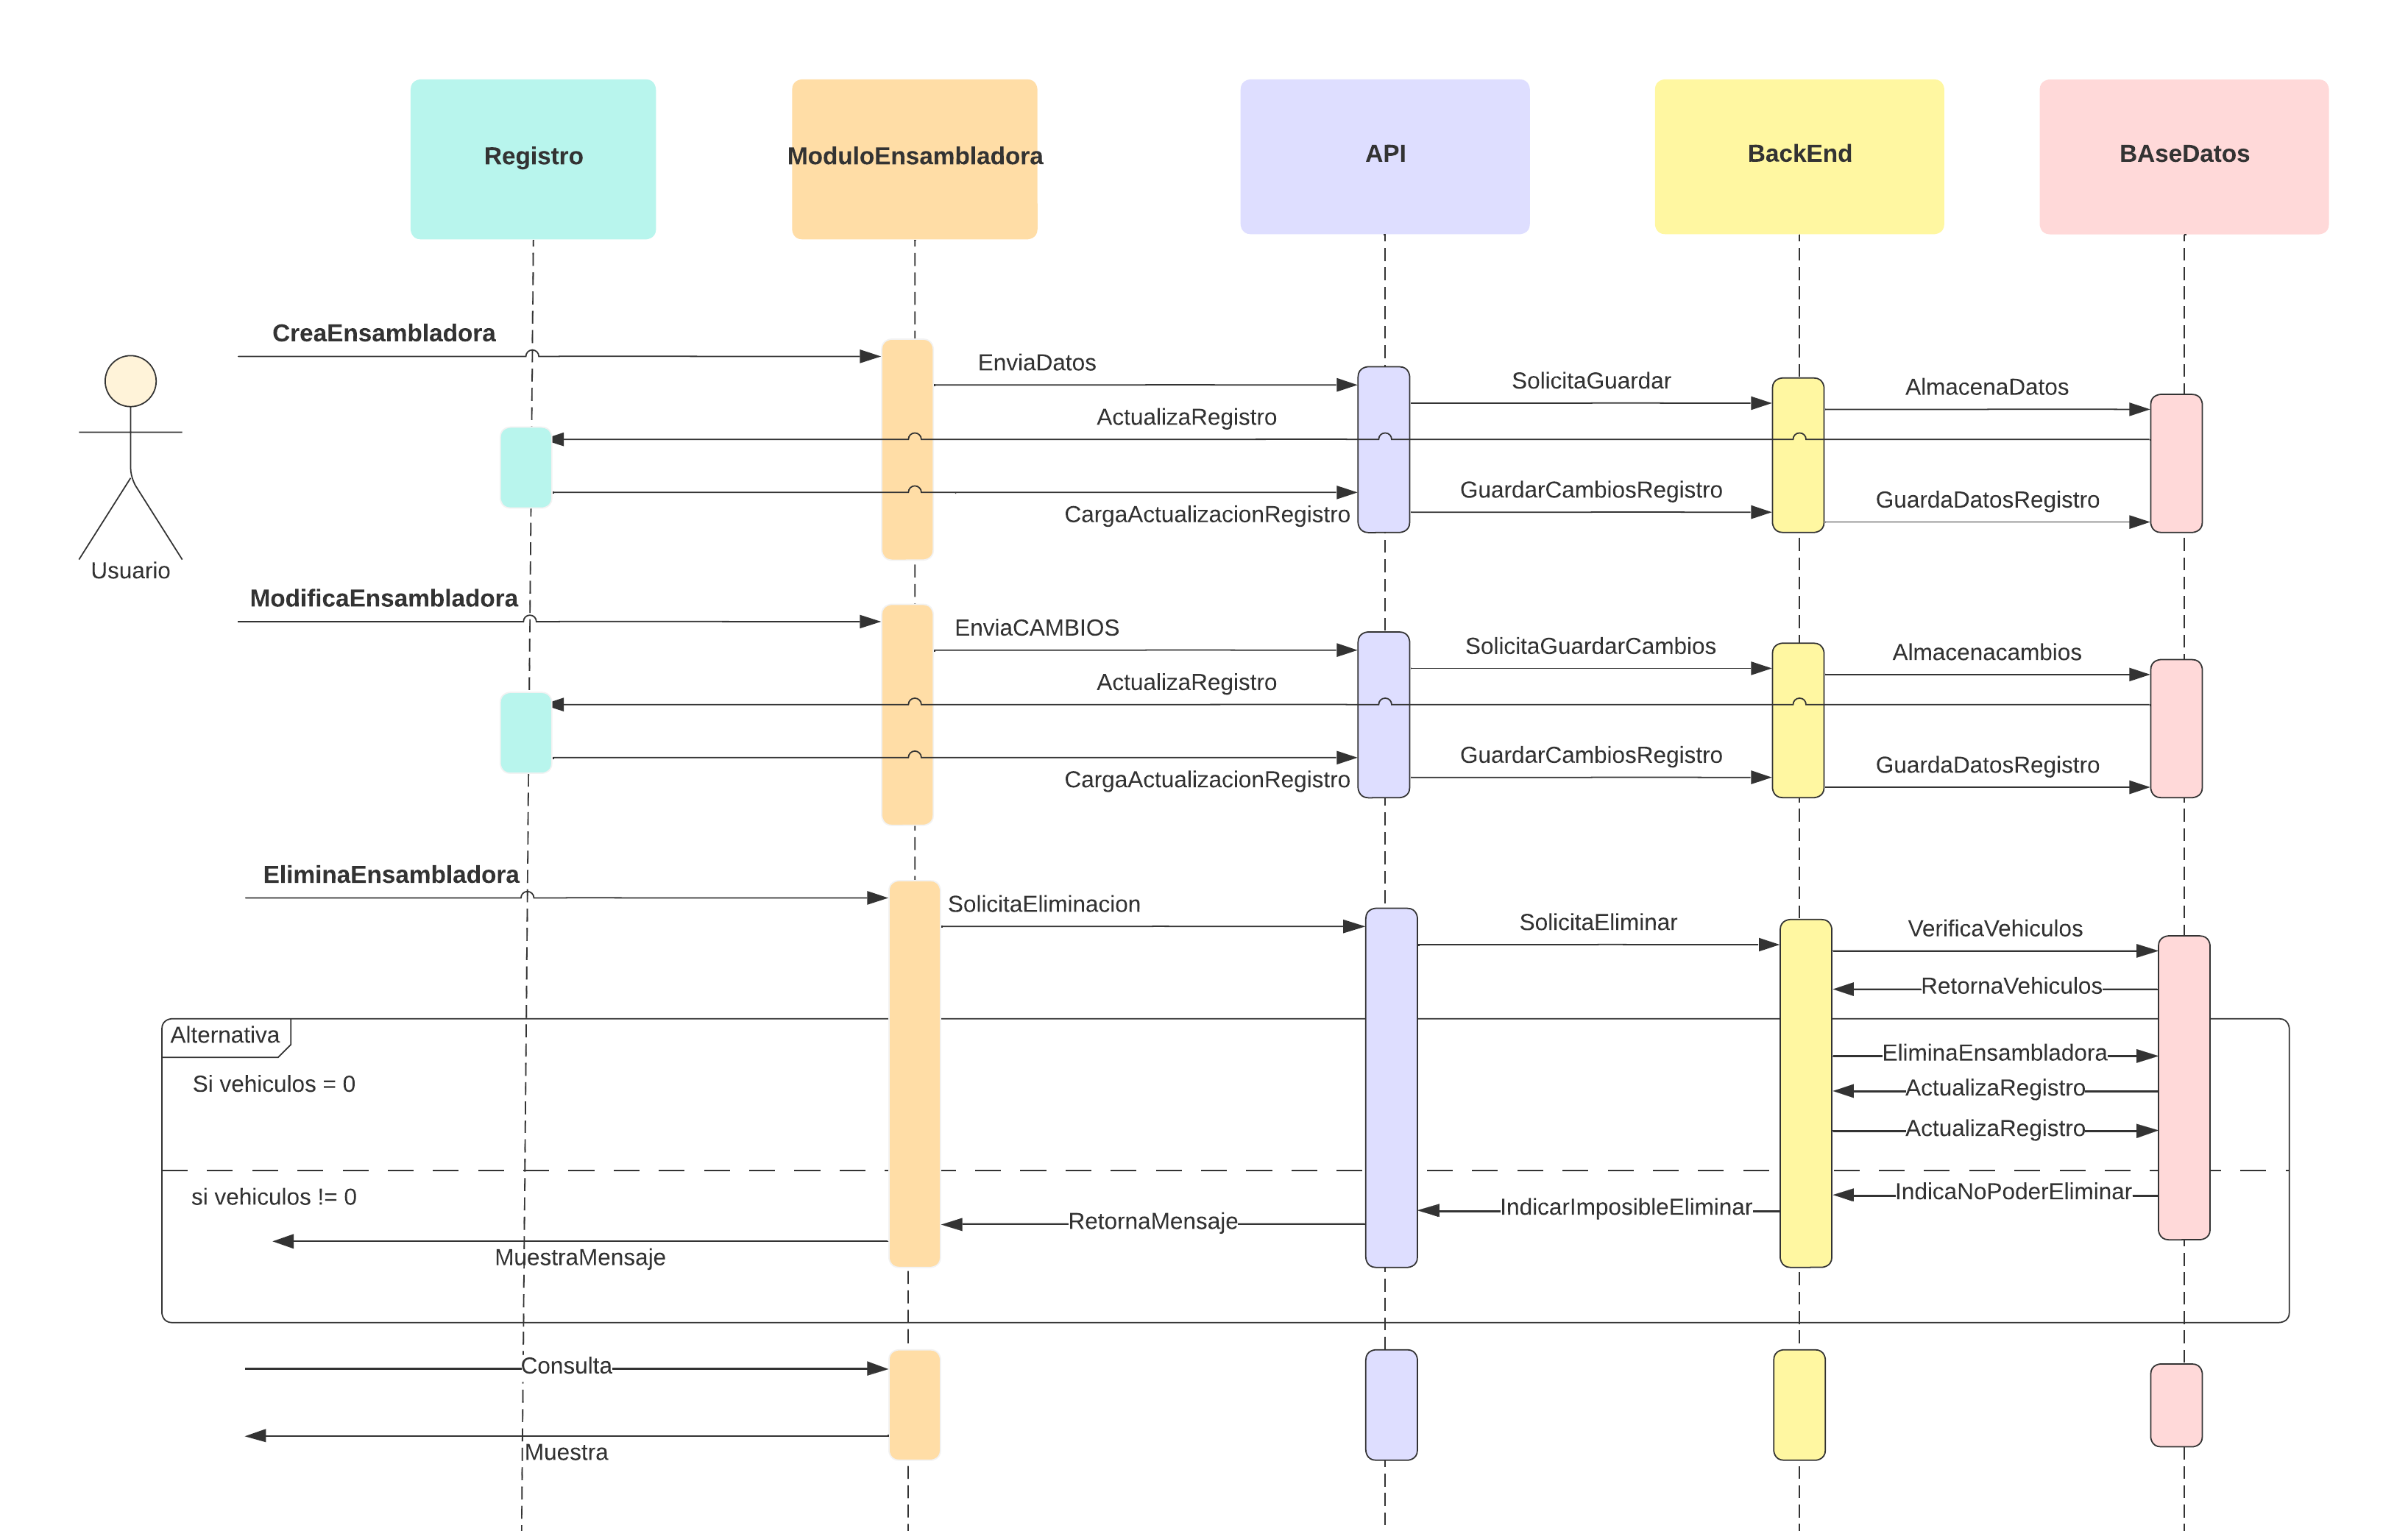 Registro
ModuloEnsambladora
API
BackEnd
BAseDatos
CreaEnsambladora
EnviaDatos
SolicitaGuardar
AlmacenaDatos
ActualizaRegistro
GuardarCambiosRegistro
GuardaDatosRegistro
CargaActualizacionRegistro
Usuario
ModificaEnsambladora
EnviaCAMBIOS
SolicitaGuardarCambios
Almacenacambios
ActualizaRegistro
GuardarCambiosRegistro
GuardaDatosRegistro
CargaActualizacionRegistro
EliminaEnsambladora
SolicitaEliminacion
SolicitaEliminar
VerificaVehiculos
RetornaVehiculos
Alternativa
EliminaEnsambladora
Si vehiculos = 0
ActualizaRegistro
ActualizaRegistro
si vehiculos != 0
IndicaNoPoderEliminar
IndicarImposibleEliminar
RetornaMensaje
MuestraMensaje
Consulta
Muestra